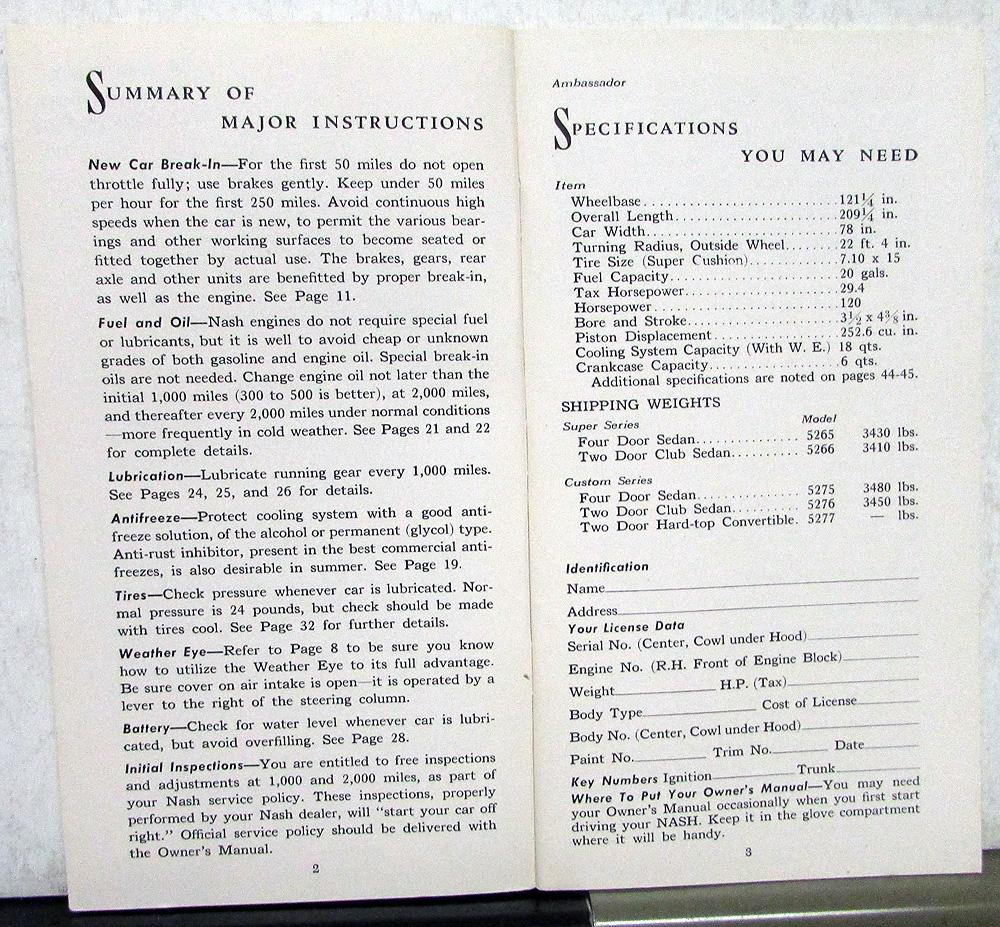 SUMMARY OF
MAJOR INSTRUCTIONS
New Car Break-In—For the first 50 miles do not open
throttle fully; use brakes gently. Keep under 50 miles
per hour for the first 250 miles. Avoid continuous high
speeds when the car is new, to permit the various bear-
ings and other working surfaces to become seated or
fitted together by actual use. The brakes, gears, rear
axle and other units are benefitted by proper break-in,
as well as the engine. See Page 11.
Fuel and Oil—Nash engines do not require special fuel
or lubricants, but it is well to avoid cheap or unknown
grades of both gasoline and engine oil. Special break-in
oils are not needed. Change engine oil not later than the
initial 1,000 miles (300 to 500 is better), at 2,000 miles,
and thereafter every 2,000 miles under normal conditions
—more frequently in cold weather. See Pages 21 and 22
for complete details.
Lubrication—Lubricate running gear every 1,000 miles.
See Pages 24, 25, and 26 for details.
Antifreeze—Protect cooling system with a good anti-
freeze solution, of the alcohol or permanent (glycol) type.
Anti-rust inhibitor, present in the best commercial anti-
freezes, is also desirable in summer. See Page 19.
Tires—Check pressure whenever car is lubricated. Nor-
mal pressure is 24 pounds, but check should be made
with tires cool. See Page 32 for further details.
Weather Eye—Refer to Page 8 to be sure you know
how to utilize the Weather Eye to its full advantage.
Be sure cover on air intake is open—it is operated by a
lever to the right of the steering column.
Battery—Check for water level whenever car is lubri-
cated, but avoid overfilling. See Page 28.
Initial Inspections—You are entitled to free inspections
and adjustments at 1,000 and 2,000 miles, as part of
your Nash service policy. These inspections, properly
performed by your Nash dealer, will "start your car off
right." Official service policy should be delivered with
the Owner's Manual.
2
Ambassador
SPECIFICATIONS
YOU MAY NEED
Item
Wheelbase 121¼ in.
Overall Length 209¼ in.
Car Width 78 in.
Turning Radius, Outside Wheel 22 ft. 4 in.
Tire Size (Super Cushion) 7.10 x 15
Fuel Capacity 20 gals.
Tax Horsepower 29.4
Horsepower 120
Bore and Stroke 3½ x 4⅜ in.
Piston Displacement 252.6 cu. in.
Cooling System Capacity (With W. E.) 18 qts.
Crankcase Capacity 6 qts.
Additional specifications are noted on pages 44-45.
SHIPPING WEIGHTS
Super Series Model
Four Door Sedan 5265 3430 lbs.
Two Door Club Sedan 5266 3410 lbs.
Custom Series
Four Door Sedan 5275 3480 lbs.
Two Door Club Sedan 5276 3450 lbs.
Two Door Hard-top Convertible. 5277 — lbs.
Identification
Name
Address
Your License Data
Serial No. (Center, Cowl under Hood)
Engine No. (R.H. Front of Engine Block)
Weight H.P. (Tax)
Body Type Cost of License
Body No. (Center, Cowl under Hood)
Paint No. Trim No. Date
Key Numbers Ignition Trunk
Where To Put Your Owner's Manual—You may need
your Owner's Manual occasionally when you first start
driving your NASH. Keep it in the glove compartment
where it will be handy.
3